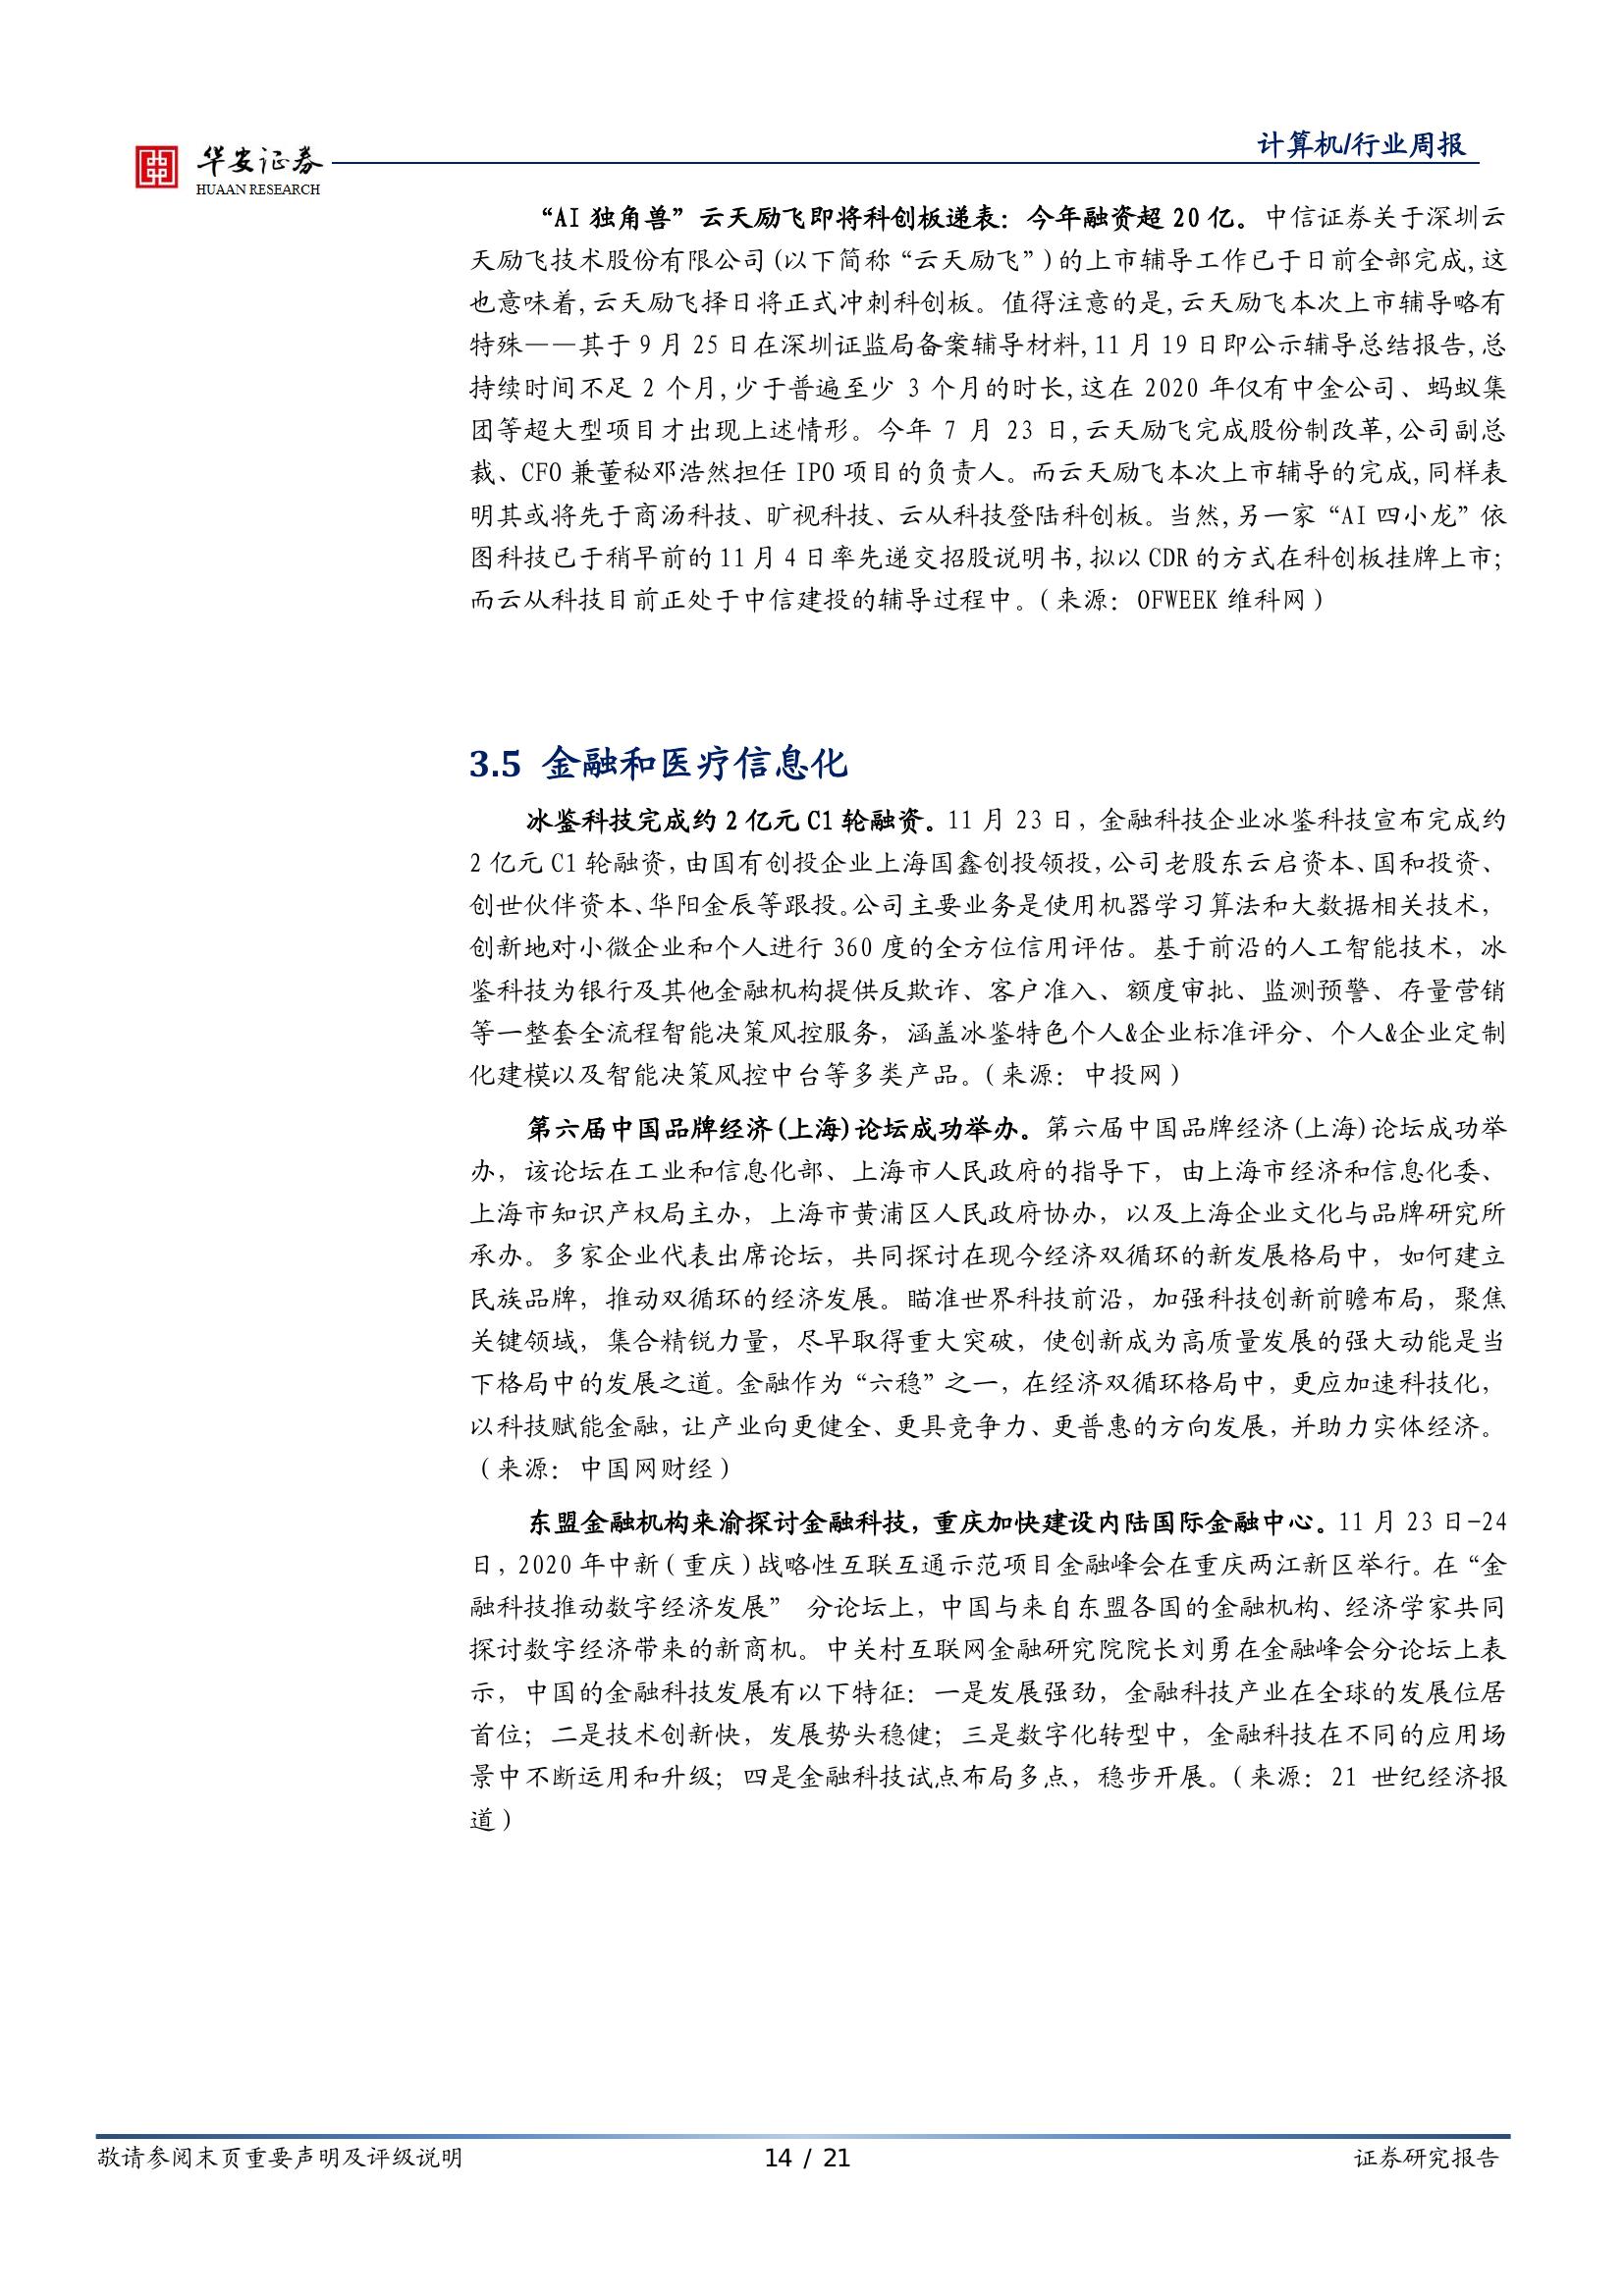 华安证券
HUAAN RESEARCH
计算机/行业周报
“AI 独角兽”云天励飞即将科创板递表：今年融资超 20 亿。中信证券关于深圳云
天励飞技术股份有限公司(以下简称“云天励飞”)的上市辅导工作已于日前全部完成,这
也意味着,云天励飞择日将正式冲刺科创板。值得注意的是,云天励飞本次上市辅导略有
特殊——其于 9 月 25 日在深圳证监局备案辅导材料,11 月 19 日即公示辅导总结报告,总
持续时间不足 2 个月,少于普遍至少 3 个月的时长,这在 2020 年仅有中金公司、蚂蚁集
团等超大型项目才出现上述情形。今年 7 月 23 日,云天励飞完成股份制改革,公司副总
裁、CFO 兼董秘邓浩然担任 IPO 项目的负责人。而云天励飞本次上市辅导的完成,同样表
明其或将先于商汤科技、旷视科技、云从科技登陆科创板。当然,另一家“AI 四小龙”依
图科技已于稍早前的 11 月 4 日率先递交招股说明书,拟以 CDR 的方式在科创板挂牌上市;
而云从科技目前正处于中信建投的辅导过程中。(来源：OFWEEK 维科网)
3.5 金融和医疗信息化
冰鉴科技完成约 2 亿元 C1 轮融资。11 月 23 日，金融科技企业冰鉴科技宣布完成约
2 亿元 C1 轮融资，由国有创投企业上海国鑫创投领投，公司老股东云启资本、国和投资、
创世伙伴资本、华阳金辰等跟投。公司主要业务是使用机器学习算法和大数据相关技术，
创新地对小微企业和个人进行 360 度的全方位信用评估。基于前沿的人工智能技术，冰
鉴科技为银行及其他金融机构提供反欺诈、客户准入、额度审批、监测预警、存量营销
等一整套全流程智能决策风控服务，涵盖冰鉴特色个人&企业标准评分、个人&企业定制
化建模以及智能决策风控中台等多类产品。(来源：中投网)
第六届中国品牌经济(上海)论坛成功举办。第六届中国品牌经济(上海)论坛成功举
办，该论坛在工业和信息化部、上海市人民政府的指导下，由上海市经济和信息化委、
上海市知识产权局主办，上海市黄浦区人民政府协办，以及上海企业文化与品牌研究所
承办。多家企业代表出席论坛，共同探讨在现今经济双循环的新发展格局中，如何建立
民族品牌，推动双循环的经济发展。瞄准世界科技前沿，加强科技创新前瞻布局，聚焦
关键领域，集合精锐力量，尽早取得重大突破，使创新成为高质量发展的强大动能是当
下格局中的发展之道。金融作为“六稳”之一，在经济双循环格局中，更应加速科技化，
以科技赋能金融，让产业向更健全、更具竞争力、更普惠的方向发展，并助力实体经济。
(来源：中国网财经)
东盟金融机构来渝探讨金融科技，重庆加快建设内陆国际金融中心。11 月 23 日-24
日，2020 年中新(重庆)战略性互联互通示范项目金融峰会在重庆两江新区举行。在“金
融科技推动数字经济发展” 分论坛上，中国与来自东盟各国的金融机构、经济学家共同
探讨数字经济带来的新商机。中关村互联网金融研究院院长刘勇在金融峰会分论坛上表
示，中国的金融科技发展有以下特征：一是发展强劲，金融科技产业在全球的发展位居
首位；二是技术创新快，发展势头稳健；三是数字化转型中，金融科技在不同的应用场
景中不断运用和升级；四是金融科技试点布局多点，稳步开展。(来源：21 世纪经济报
道)
敬请参阅末页重要声明及评级说明
14 / 21
证券研究报告